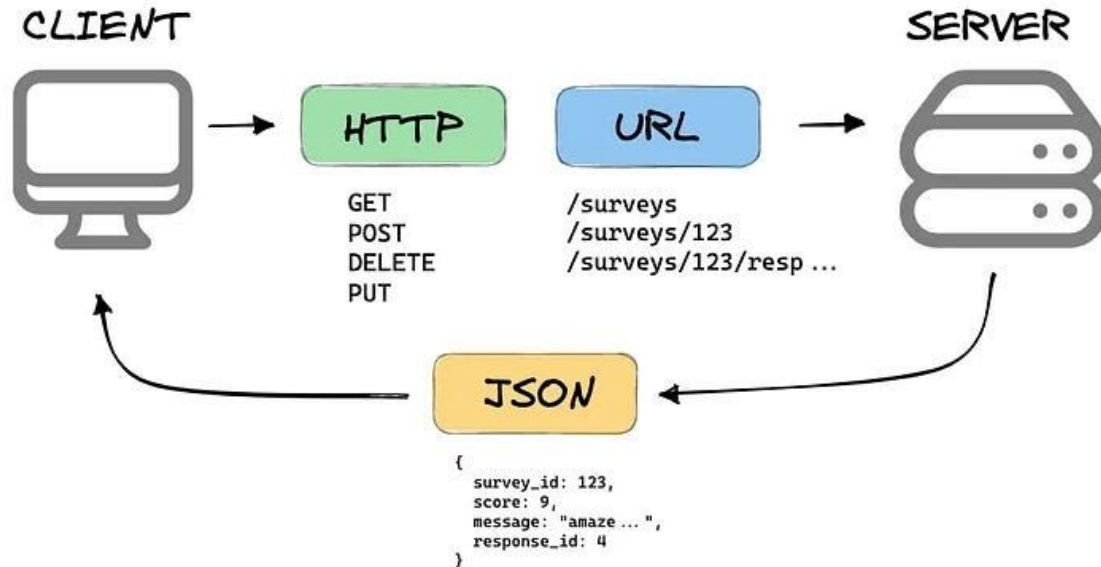 CLIENT
SERVER
HTTP
URL
GET
POST
DELETE
PUT
/surveys
/surveys/123
/surveys/123/resp ...
JSON
{
survey_id: 123,
score: 9,
message: "amaze ... ",
response_id: 4
}